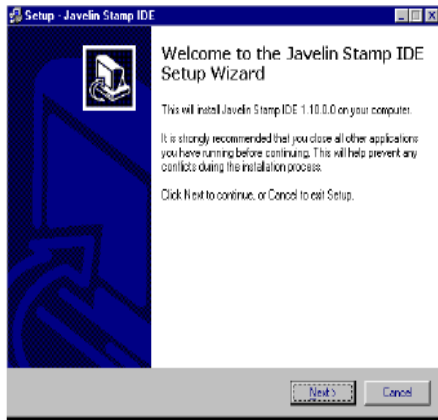 Setup - Javelin Stamp IDE
Welcome to the Javelin Stamp IDE
Setup Wizard
This will install Javelin Stamp IDE 1.10.0.0 on your computer.
It is strongly recommended that you close all other applications
you have running before continuing. This will help prevent any
conflicts during the installation process.
Click Next to continue, or Cancel to exit Setup.
Next >
Cancel